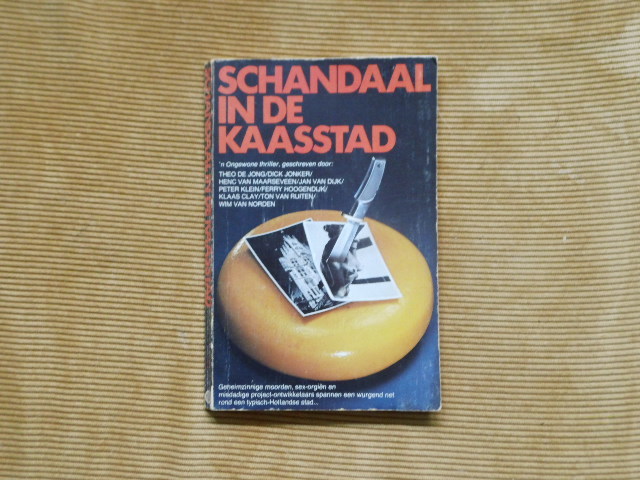 SCHANDAAL
IN DE
KAASSTAD
'n Ongewone thriller, geschreven door:
THEO DE JONG/DICK JONKER/
HENC VAN MAARSEVEEN/JAN VAN DIJK/
PETER KLEIN/FERRY HOOGENDIJK/
KLAAS CLAY/TON VAN RUITEN/
WIM VAN NORDEN
Geheimzinnige moorden, sex-orgiën en
misdadige project-ontwikkelaars spannen een wurgend net
rond een typisch-Hollandse stad...